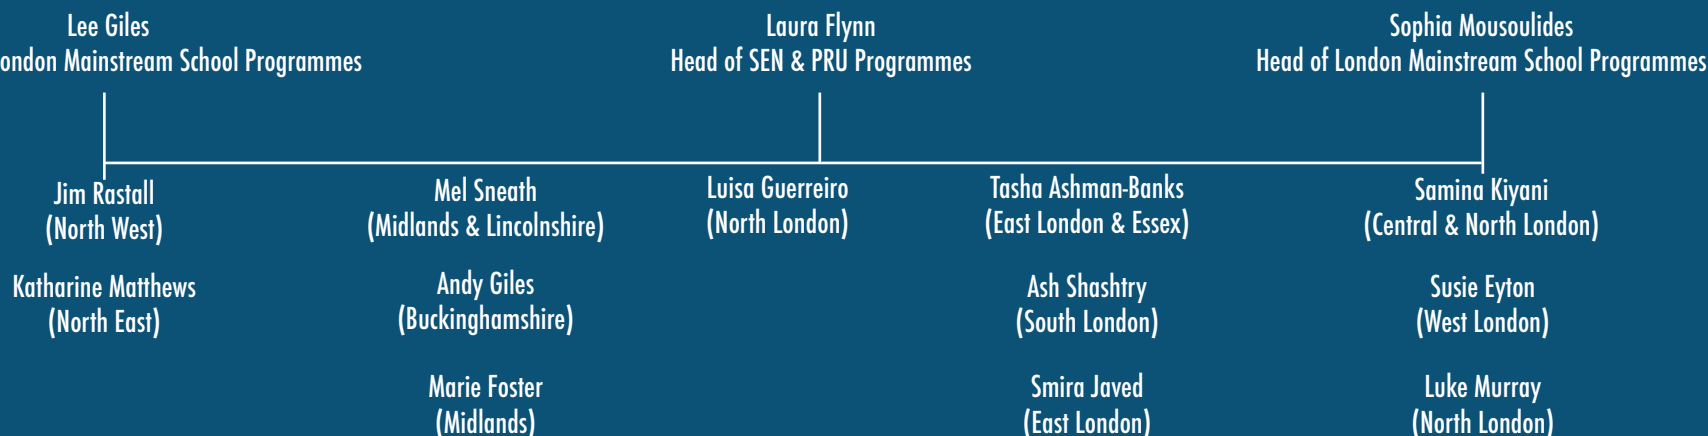 Lee Giles
London Mainstream School Programmes
Laura Flynn
Head of SEN & PRU Programmes
Sophia Mousoulides
Head of London Mainstream School Programmes
Jim Rastall
(North West)
Katharine Matthews
(North East)
Mel Sneath
(Midlands & Lincolnshire)
Andy Giles
(Buckinghamshire)
Marie Foster
(Midlands)
Luisa Guerreiro
(North London)
Tasha Ashman-Banks
(East London & Essex)
Ash Shashtry
(South London)
Smira Javed
(East London)
Samina Kiyani
(Central & North London)
Susie Eyton
(West London)
Luke Murray
(North London)